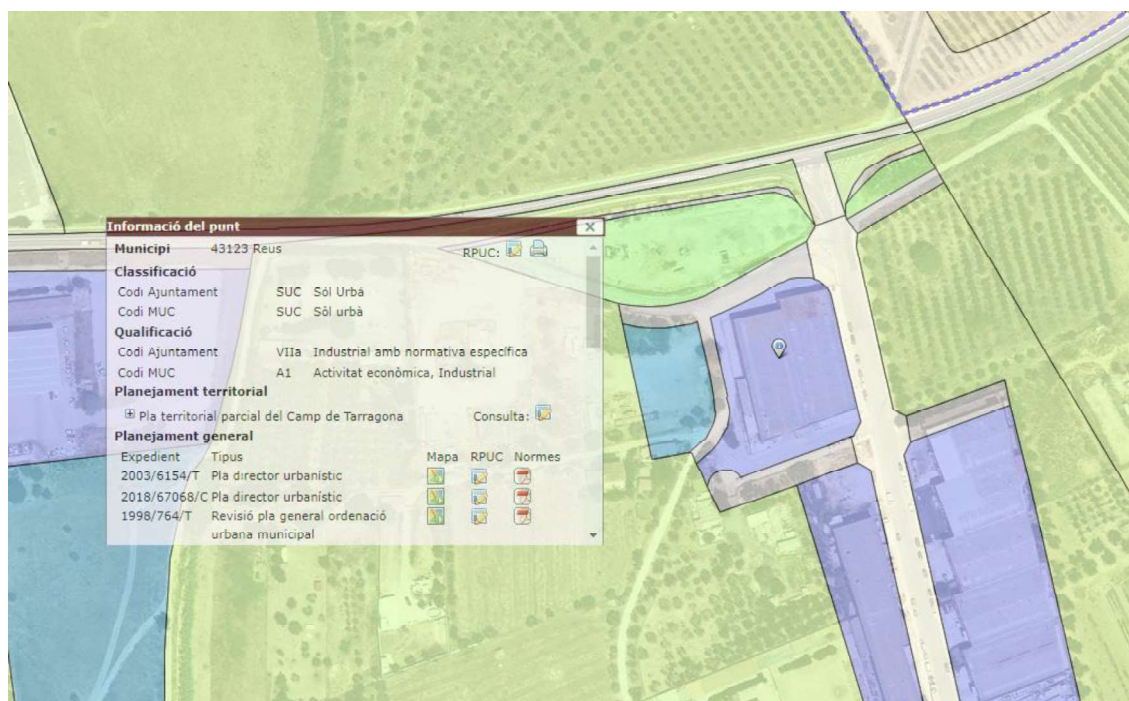 Informació del punt
Municipi 43123 Reus RPUC:
Classificació
Codi Ajuntament SUC Sól Urbà
Codi MUC SUC Sòl urbà
Qualificació
Codi Ajuntament VIIa Industrial amb normativa específica
Codi MUC A1 Activitat econòmica, Industrial
Planejament territorial
Pla territorial parcial del Camp de Tarragona Consulta:
Planejament general
Expedient Tipus Mapa RPUC Normes
2003/6154/T Pla director urbanístic
2018/67068/C Pla director urbanístic
1998/764/T Revisió pla general ordenació
urbana municipal